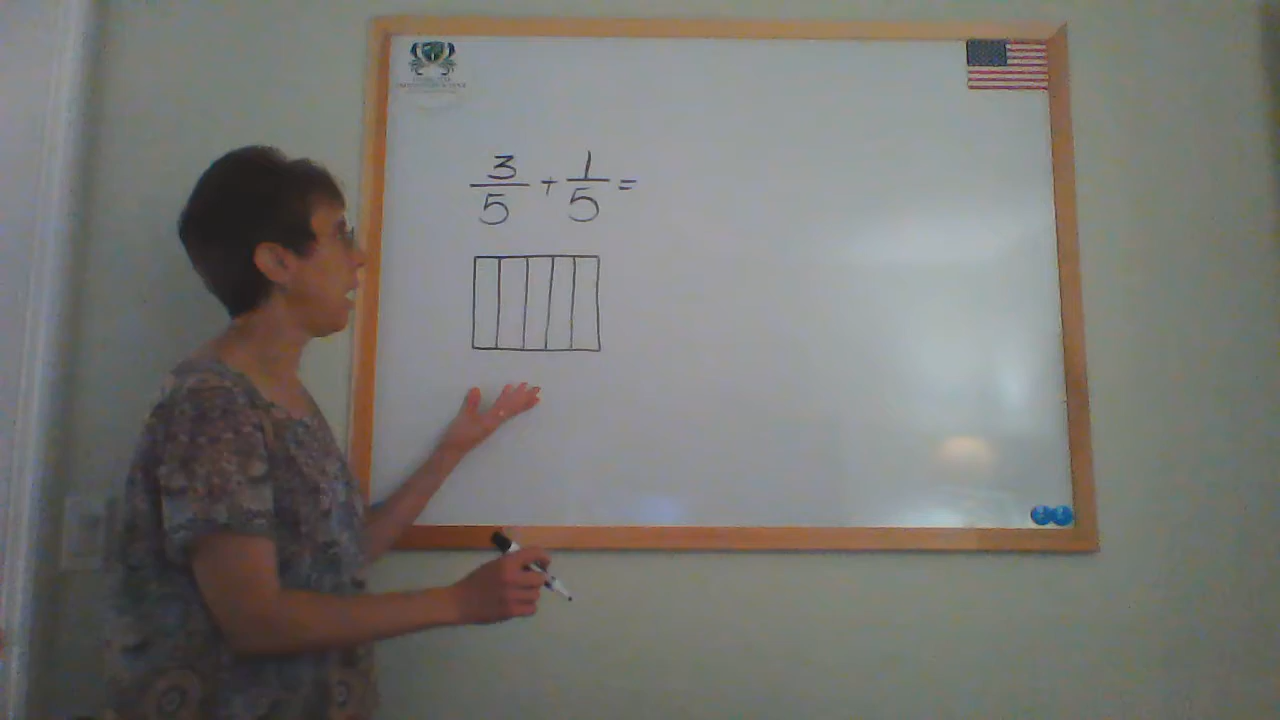 3/5 + 1/5 =